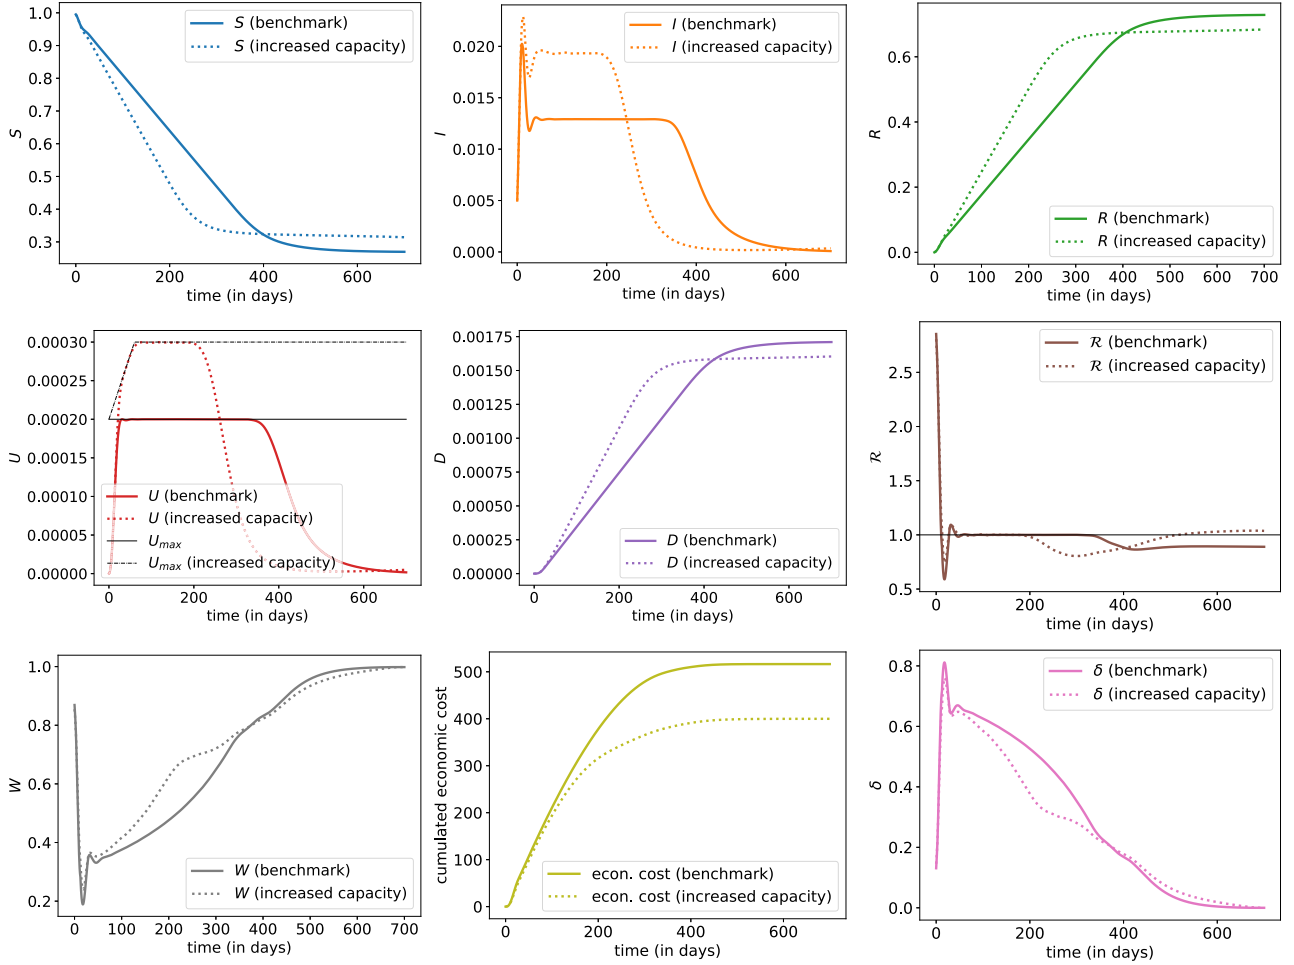 1.0
0.9
0.8
0.7
0.6
0.5
0.4
0.3
S
0 200 400 600
time (in days)
S (benchmark)
S (increased capacity)
0.020
0.015
0.010
0.005
0.000
I
0 200 400 600
time (in days)
I (benchmark)
I (increased capacity)
0.6
0.4
0.2
0.0
R
0 100 200 300 400 500 600 700
time (in days)
R (benchmark)
R (increased capacity)
0.00030
0.00025
0.00020
0.00015
0.00010
0.00005
0.00000
U
0 200 400 600
time (in days)
U (benchmark)
U (increased capacity)
Umax
Umax (increased capacity)
0.00175
0.00150
0.00125
0.00100
0.00075
0.00050
0.00025
0.00000
D
0 200 400 600
time (in days)
D (benchmark)
D (increased capacity)
2.5
2.0
1.5
1.0
0.5
ℛ
0 200 400 600
time (in days)
ℛ (benchmark)
ℛ (increased capacity)
1.0
0.8
0.6
0.4
0.2
W
0 100 200 300 400 500 600 700
time (in days)
W (benchmark)
W (increased capacity)
500
400
300
200
100
0
cumulated economic cost
0 200 400 600
time (in days)
econ. cost (benchmark)
econ. cost (increased capacity)
0.8
0.6
0.4
0.2
0.0
δ
0 200 400 600
time (in days)
δ (benchmark)
δ (increased capacity)